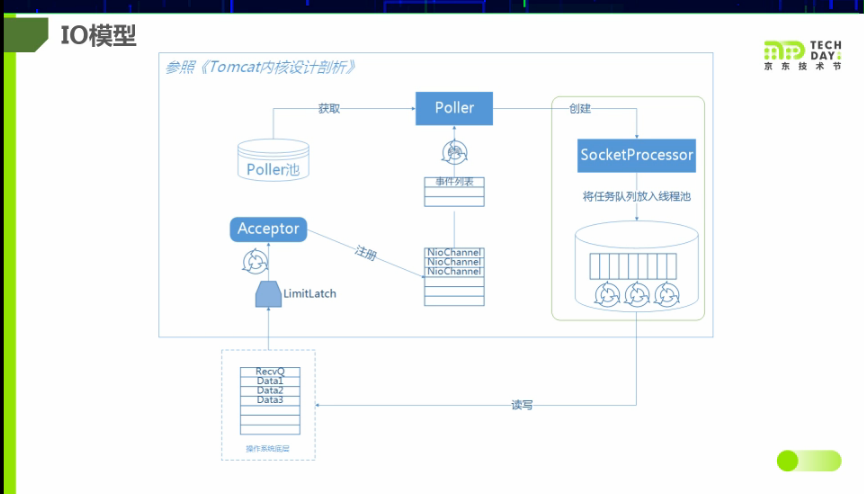 IO模型
TECH
DAY
京东技术节
参照《Tomcat内核设计剖析》
获取
Poller
创建
Poller池
SocketProcessor
事件列表
将任务队列放入线程池
Acceptor
注册
NioChannel
NioChannel
NioChannel
LimitLatch
RecvQ
Data1
Data2
Data3
读写
操作系统底层